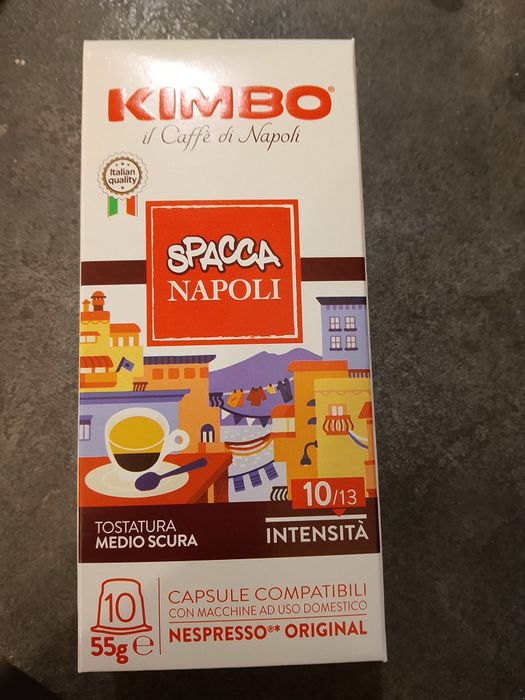 KIMBO®
il Caffè di Napoli
Italian
quality
SPACCA
NAPOLI
10/13
INTENSITÀ
TOSTATURA
MEDIO SCURA
10
55g ℮
CAPSULE COMPATIBILI
CON MACCHINE AD USO DOMESTICO
NESPRESSO®* ORIGINAL